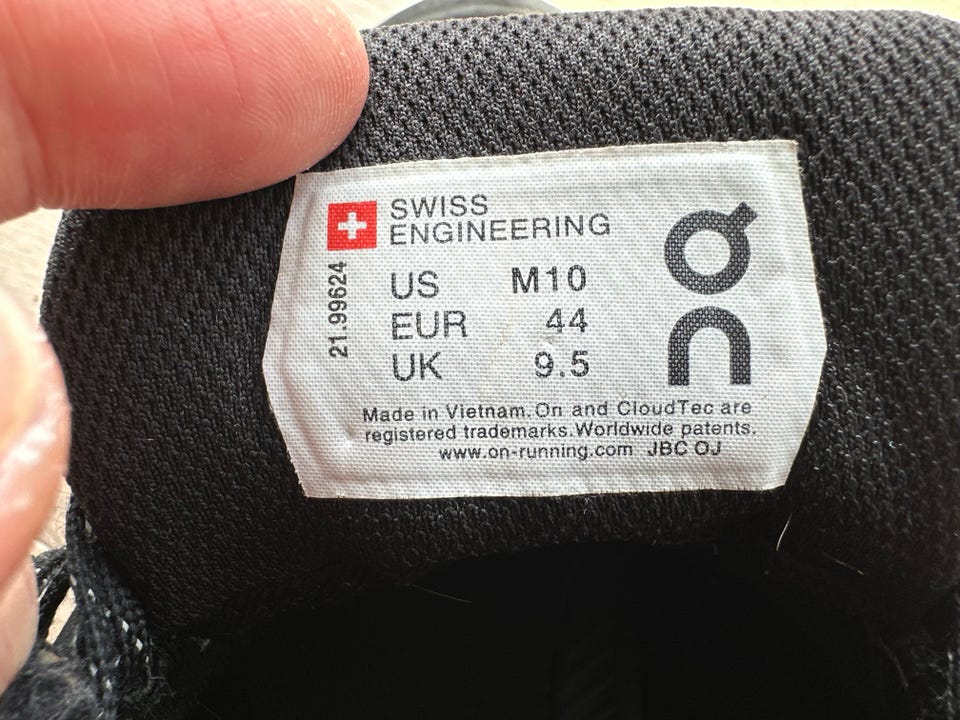 SWISS
ENGINEERING
21.99624
US M10
EUR 44
UK 9.5
On
Made in Vietnam. On and CloudTec are
registered trademarks. Worldwide patents.
www.on-running.com JBC OJ